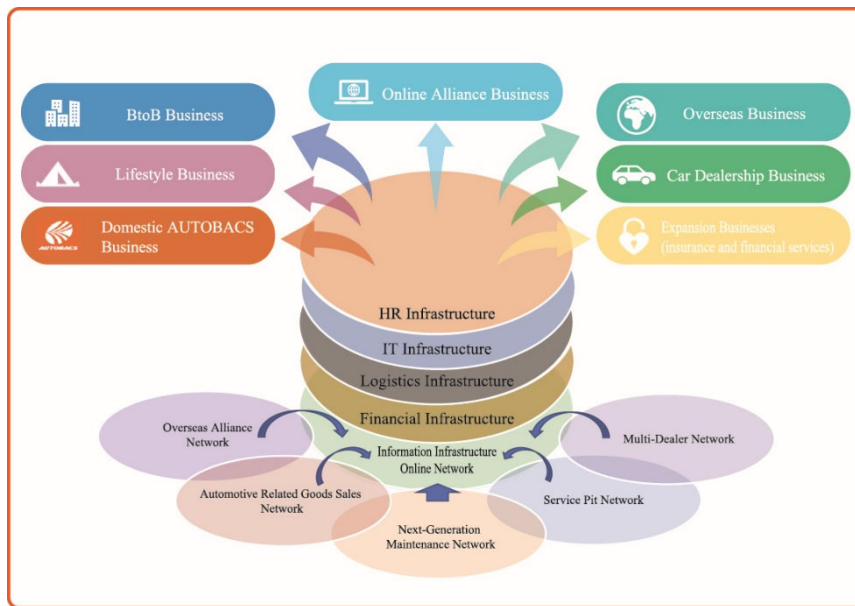 Online Alliance Business
BtoB Business
Overseas Business
Lifestyle Business
Car Dealership Business
AUTOBACS
Domestic AUTOBACS
Business
Expansion Businesses
(insurance and financial services)
HR Infrastructure
IT Infrastructure
Logistics Infrastructure
Financial Infrastructure
Overseas Alliance
Network
Multi-Dealer Network
Information Infrastructure
Online Network
Automotive Related Goods Sales
Network
Service Pit Network
Next-Generation
Maintenance Network